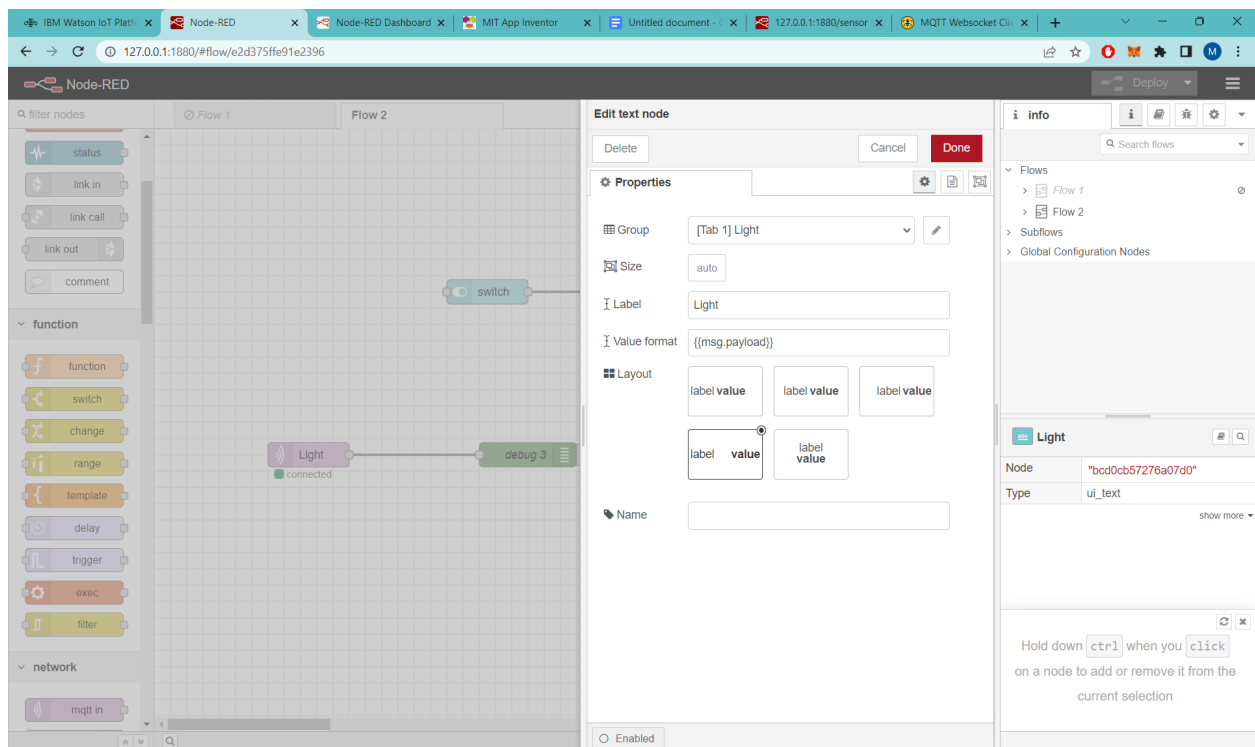 IBM Watson IoT Platfo
Node-RED
Node-RED Dashboard
MIT App Inventor
Untitled document - G
127.0.0.1:1880/sensor
MQTT Websocket Clie
127.0.0.1:1880/#flow/e2d375ffe91e2396
M
Node-RED
Deploy
filter nodes
status
link in
link call
link out
comment
function
function
switch
change
range
template
delay
trigger
exec
filter
network
mqtt in
Flow 1
Flow 2
switch
Light
connected
debug 3
Edit text node
Delete
Cancel
Done
Properties
Group
[Tab 1] Light
Size
auto
Label
Light
Value format
{{msg.payload}}
Layout
label value
label value
label value
label value
label
value
Name
Enabled
i info
i
Search flows
Flows
Flow 1
Flow 2
Subflows
Global Configuration Nodes
abc Light
Node "bcd0cb57276a07d0"
Type ui_text
show more
Hold down ctrl when you click
on a node to add or remove it from the
current selection